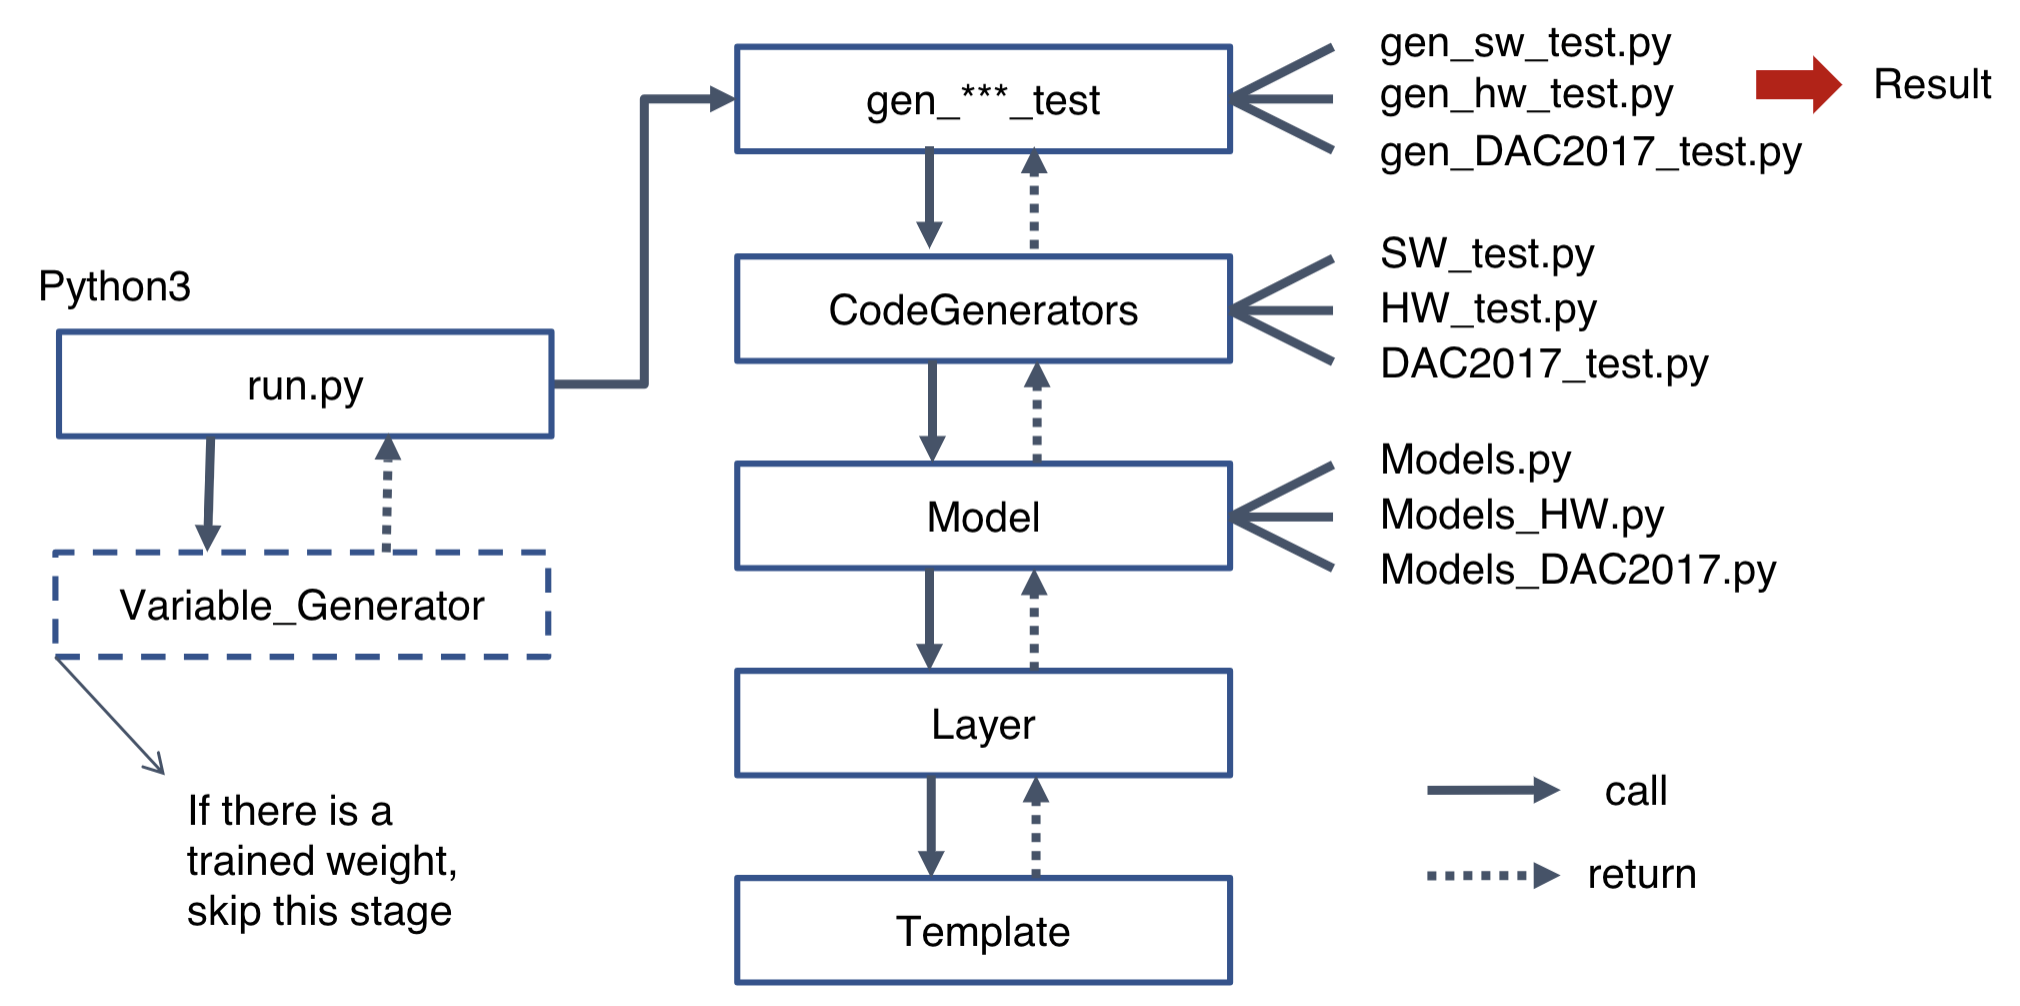 Python3
run.py
Variable_Generator
If there is a
trained weight,
skip this stage
gen_***_test
gen_sw_test.py
gen_hw_test.py
gen_DAC2017_test.py
Result
CodeGenerators
SW_test.py
HW_test.py
DAC2017_test.py
Model
Models.py
Models_HW.py
Models_DAC2017.py
Layer
Template
call
return